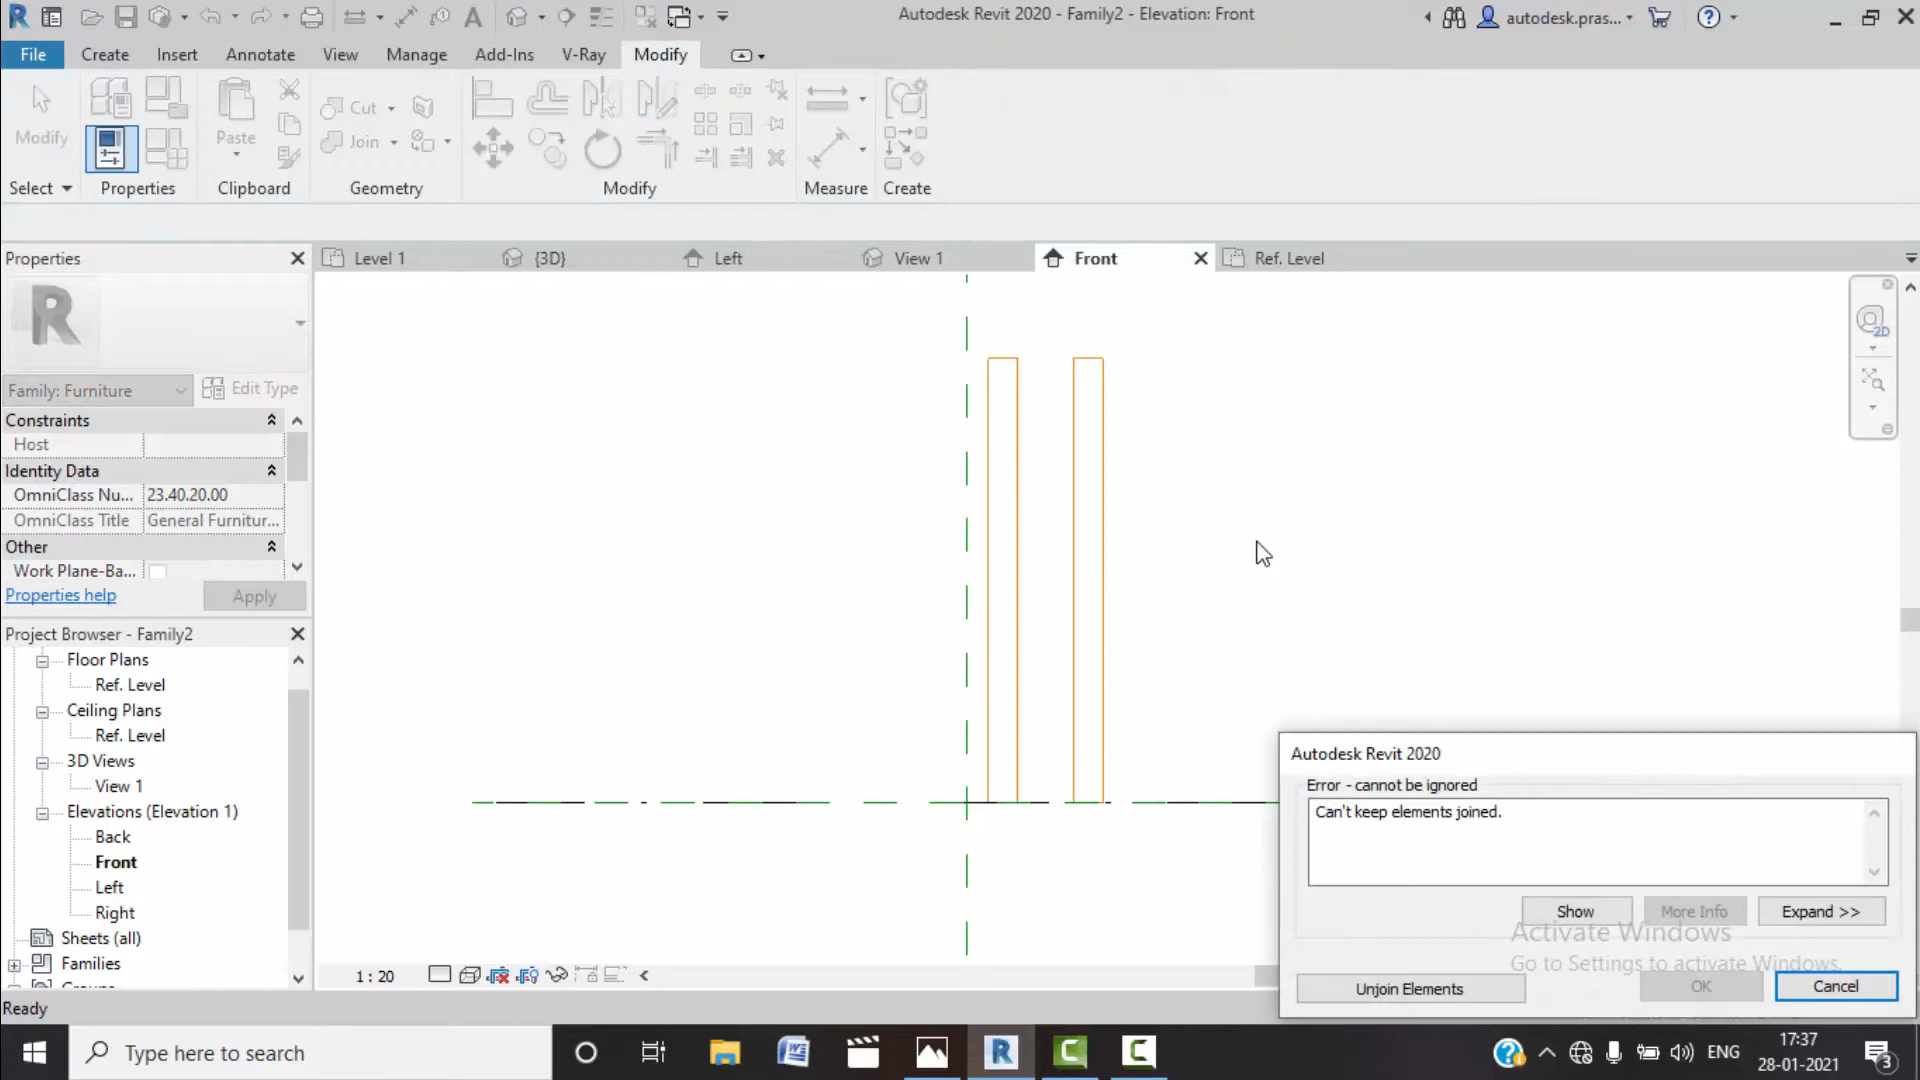 Autodesk Revit 2020 - Family2 - Elevation: Front
autodesk.pras...
File Create Insert Annotate View Manage Add-Ins V-Ray Modify
Modify
Paste
Cut
Join
Select Properties Clipboard Geometry Modify Measure Create
Properties
Level 1 {3D} Left View 1 Front Ref. Level
2D
Family: Furniture Edit Type
Constraints
Host
Identity Data
OmniClass Nu... 23.40.20.00
OmniClass Title General Furnitur...
Other
Work Plane-Ba...
Properties help Apply
Project Browser - Family2
Floor Plans
Ref. Level
Ceiling Plans
Ref. Level
3D Views
View 1
Elevations (Elevation 1)
Back
Front
Left
Right
Sheets (all)
Families
1 : 20
Autodesk Revit 2020
Error - cannot be ignored
Can't keep elements joined.
Show More Info Expand >>
Activate Windows
Go to Settings to activate Windows.
Unjoin Elements OK Cancel
Ready
Type here to search
ENG
17:37
28-01-2021
3